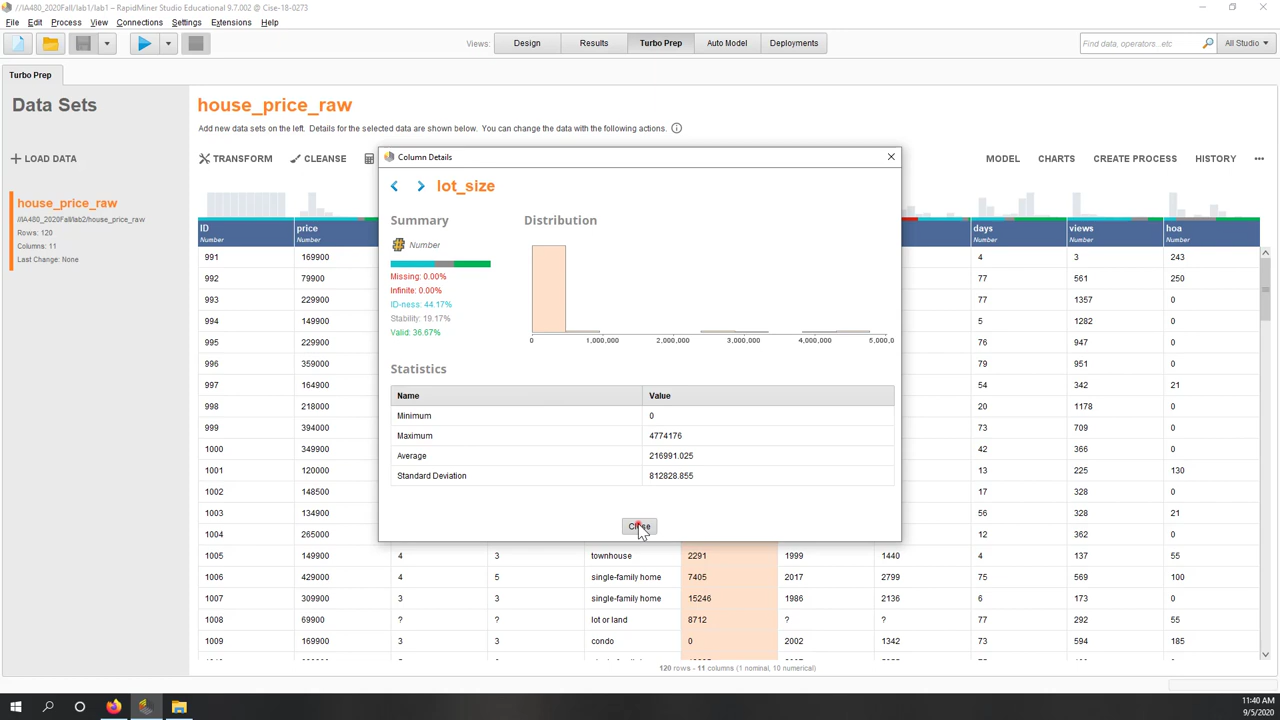 //IA480_2020Fall/lab1/lab1 – RapidMiner Studio Educational 9.7.002 @ Cise-18-0273
File Edit Process View Connections Settings Extensions Help
Views: Design Results Turbo Prep Auto Model Deployments Find data, operators...etc All Studio
Turbo Prep
Data Sets
house_price_raw
Add new data sets on the left. Details for the selected data are shown below. You can change the data with the following actions.
LOAD DATA
TRANSFORM CLEANSE MODEL CHARTS CREATE PROCESS HISTORY
house_price_raw
//IA480_2020Fall/lab2/house_price_raw
Rows: 120
Columns: 11
Last Change: None
Column Details
lot_size
Summary
Number
Missing: 0.00%
Infinite: 0.00%
ID-ness: 44.17%
Stability: 19.17%
Valid: 36.67%
Distribution
0 1,000,000 2,000,000 3,000,000 4,000,000 5,000,0
Statistics
Name Value
Minimum 0
Maximum 4774176
Average 216991.025
Standard Deviation 812828.855
ID price days views hoa
Number Number Number Number Number
991 169900 4 3 243
992 79900 77 561 250
993 229900 77 1357 0
994 149900 5 1282 0
995 229900 76 947 0
996 359000 79 951 0
997 164900 54 342 21
998 218000 20 1178 0
999 394000 73 709 0
1000 349900 42 366 0
1001 120000 13 225 130
1002 148500 17 328 0
1003 134900 56 328 21
1004 265000 12 362 0
1005 149900 4 3 townhouse 2291 1999 1440 4 137 55
1006 429000 4 5 single-family home 7405 2017 2799 75 569 100
1007 309900 3 3 single-family home 15246 1986 2136 6 173 0
1008 69900 ? ? lot or land 8712 ? ? 77 292 55
1009 169900 3 3 condo 0 2002 1342 73 594 185
120 rows - 11 columns (1 nominal, 10 numerical)
11:40 AM
9/5/2020